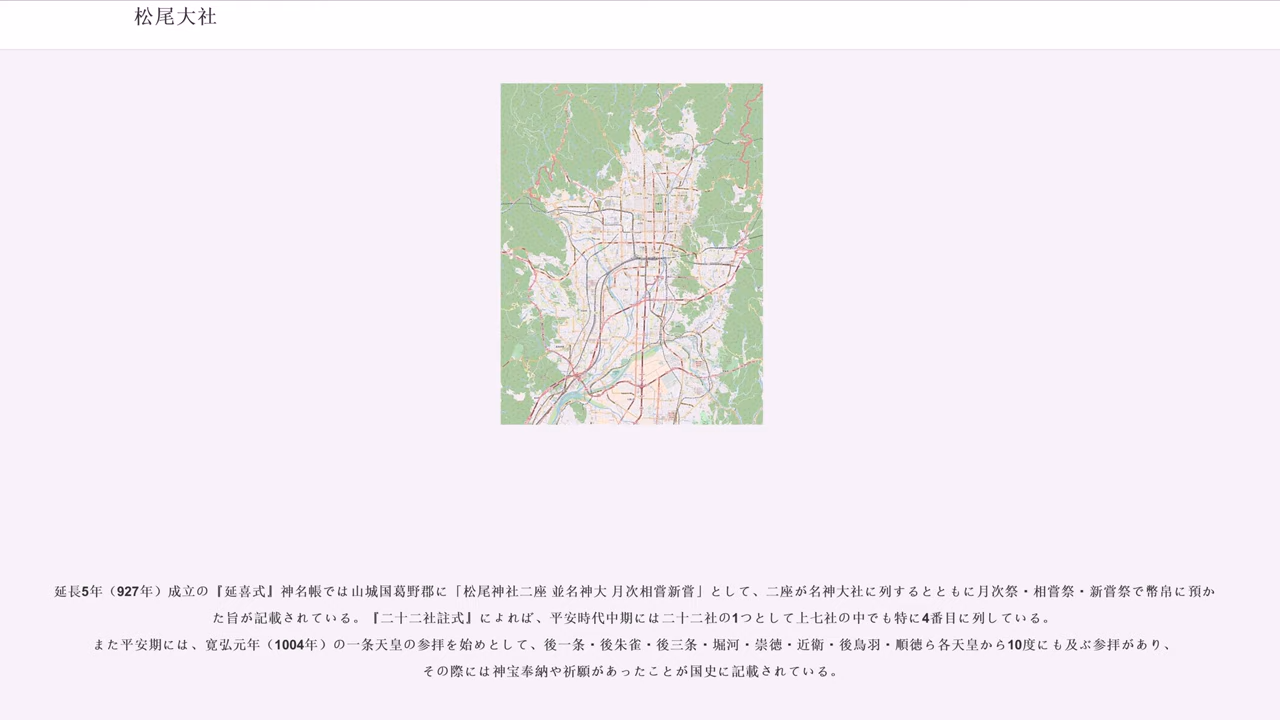 松尾大社
延長5年（927年）成立の『延喜式』神名帳では山城国葛野郡に「松尾神社二座 並名神大 月次相嘗新嘗」として、二座が名神大社に列するとともに月次祭・相嘗祭・新嘗祭で幣帛に預か
た旨が記載されている。『二十二社註式』によれば、平安時代中期には二十二社の1つとして上七社の中でも特に4番目に列している。
また平安期には、寛弘元年（1004年）の一条天皇の参拝を始めとして、後一条・後朱雀・後三条・堀河・崇徳・近衛・後鳥羽・順徳ら各天皇から10度にも及ぶ参拝があり、
その際には神宝奉納や祈願があったことが国史に記載されている。